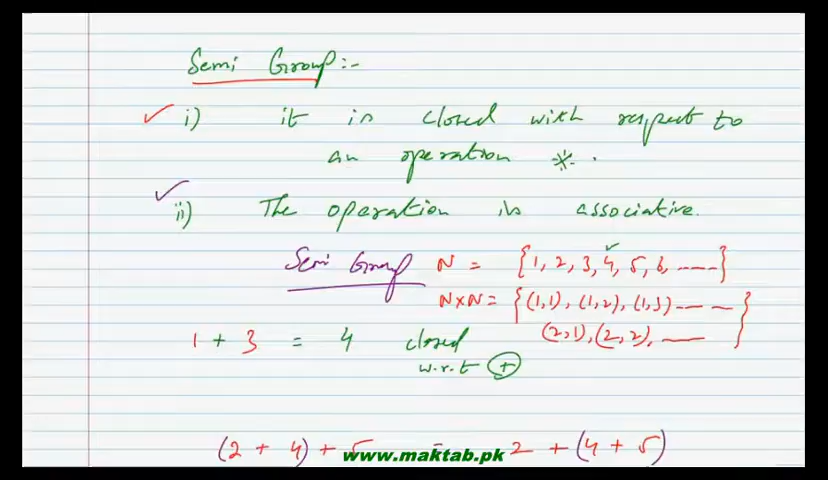 Semi Group:-
✓ i) it is closed with respect to
an operation * .
✓ ii) The operation is associative.
Semi Group N = {1, 2, 3, 4, 5, 6, ------}
N×N = {(1,1), (1,2), (1,3) --- --
(2,1), (2,2), ---- }
1 + 3 = 4 closed
w.r.t +
(2 + 4) + 5 = 2 + (4 + 5)
www.maktab.pk